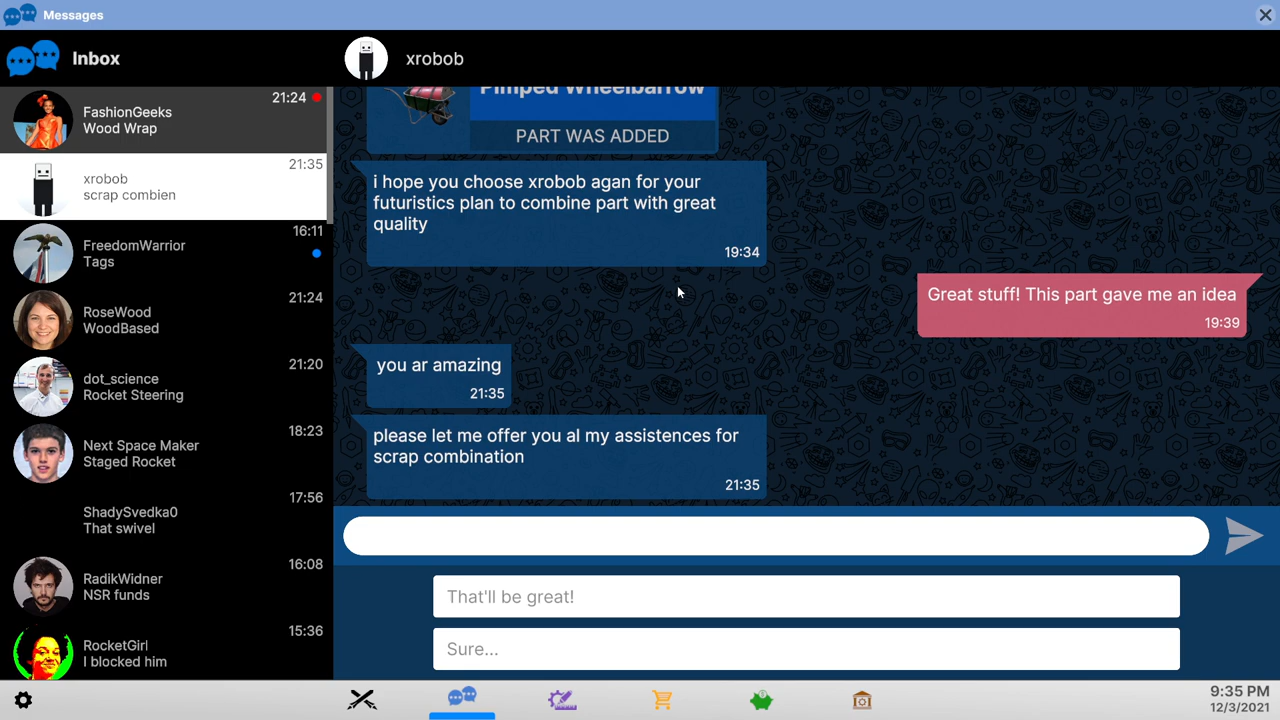 Messages
Inbox
xrobob
FashionGeeks
Wood Wrap
21:24
xrobob
scrap combien
21:35
FreedomWarrior
Tags
16:11
RoseWood
WoodBased
21:24
dot_science
Rocket Steering
21:20
Next Space Maker
Staged Rocket
18:23
ShadySvedka0
That swivel
17:56
RadikWidner
NSR funds
16:08
RocketGirl
I blocked him
15:36
Pimped Wheelbarrow
PART WAS ADDED
i hope you choose xrobob agan for your
futuristics plan to combine part with great
quality
19:34
Great stuff! This part gave me an idea
19:39
you ar amazing
21:35
please let me offer you al my assistences for
scrap combination
21:35
That'll be great!
Sure...
9:35 PM
12/3/2021